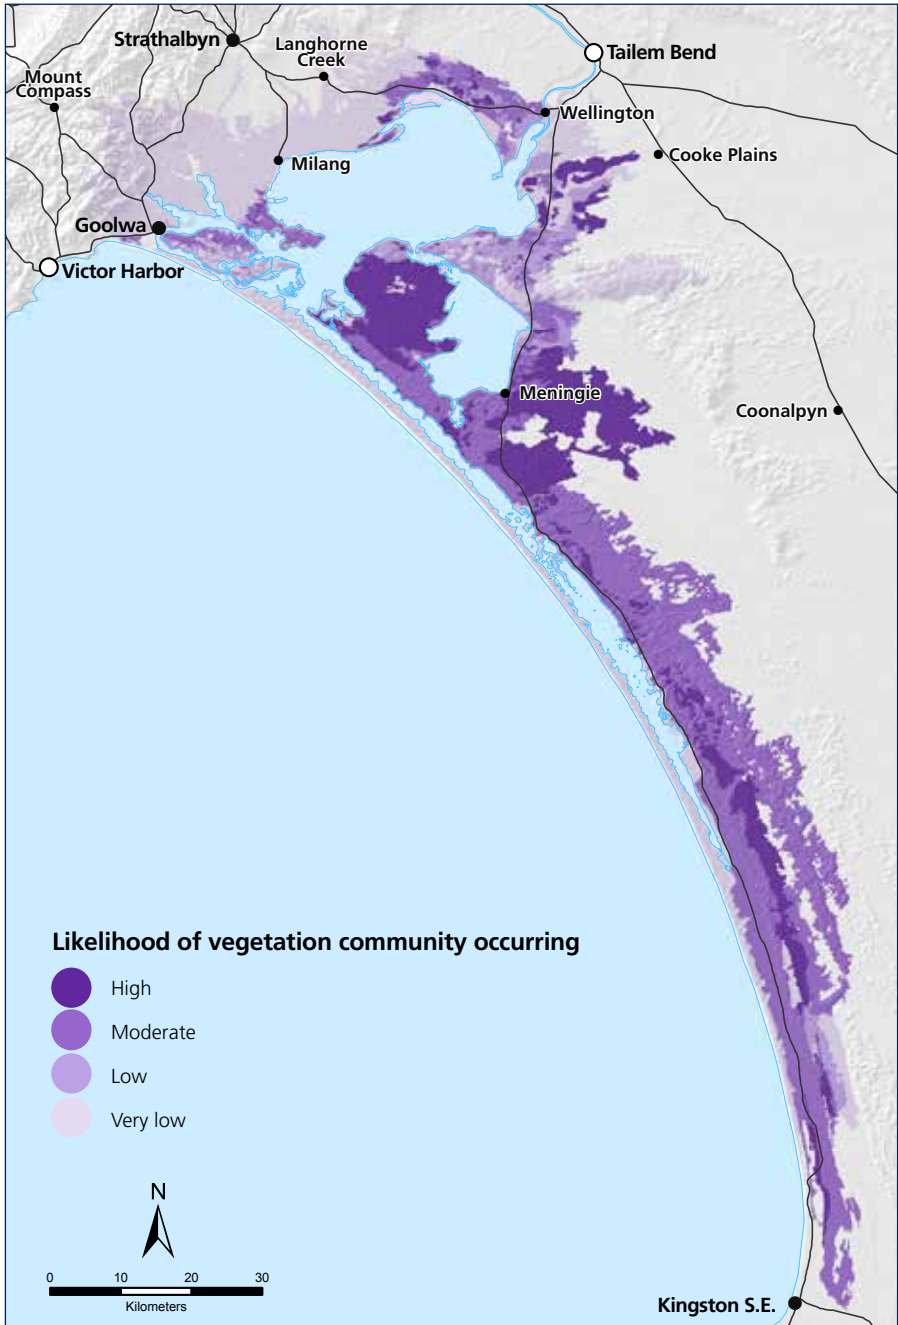 Strathalbyn
Langhorne
Creek
Tailem Bend
Mount
Compass
Wellington
Milang
Cooke Plains
Goolwa
Victor Harbor
Meningie
Coonalpyn
Likelihood of vegetation community occurring
High
Moderate
Low
Very low
N
0 10 20 30
Kilometers
Kingston S.E.